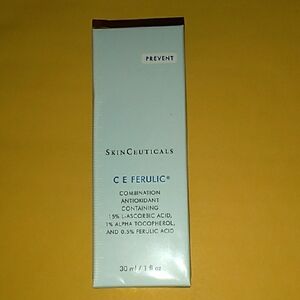 PREVENT
SKINCEUTICALS
C E FERULIC®
COMBINATION
ANTIOXIDANT
CONTAINING
15% L-ASCORBIC ACID,
1% ALPHA TOCOPHEROL,
AND 0.5% FERULIC ACID
30 ml / 1 fl oz